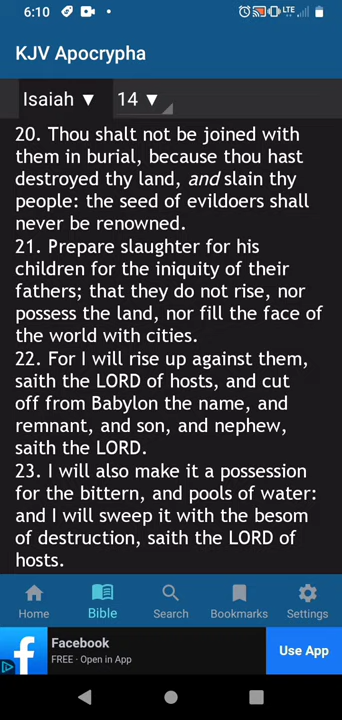 6:10
LTE
KJV Apocrypha
Isaiah ▼ 14 ▼
20. Thou shalt not be joined with
them in burial, because thou hast
destroyed thy land, and slain thy
people: the seed of evildoers shall
never be renowned.
21. Prepare slaughter for his
children for the iniquity of their
fathers; that they do not rise, nor
possess the land, nor fill the face of
the world with cities.
22. For I will rise up against them,
saith the LORD of hosts, and cut
off from Babylon the name, and
remnant, and son, and nephew,
saith the LORD.
23. I will also make it a possession
for the bittern, and pools of water:
and I will sweep it with the besom
of destruction, saith the LORD of
hosts.
Home Bible Search Bookmarks Settings
Facebook
FREE · Open in App
Use App